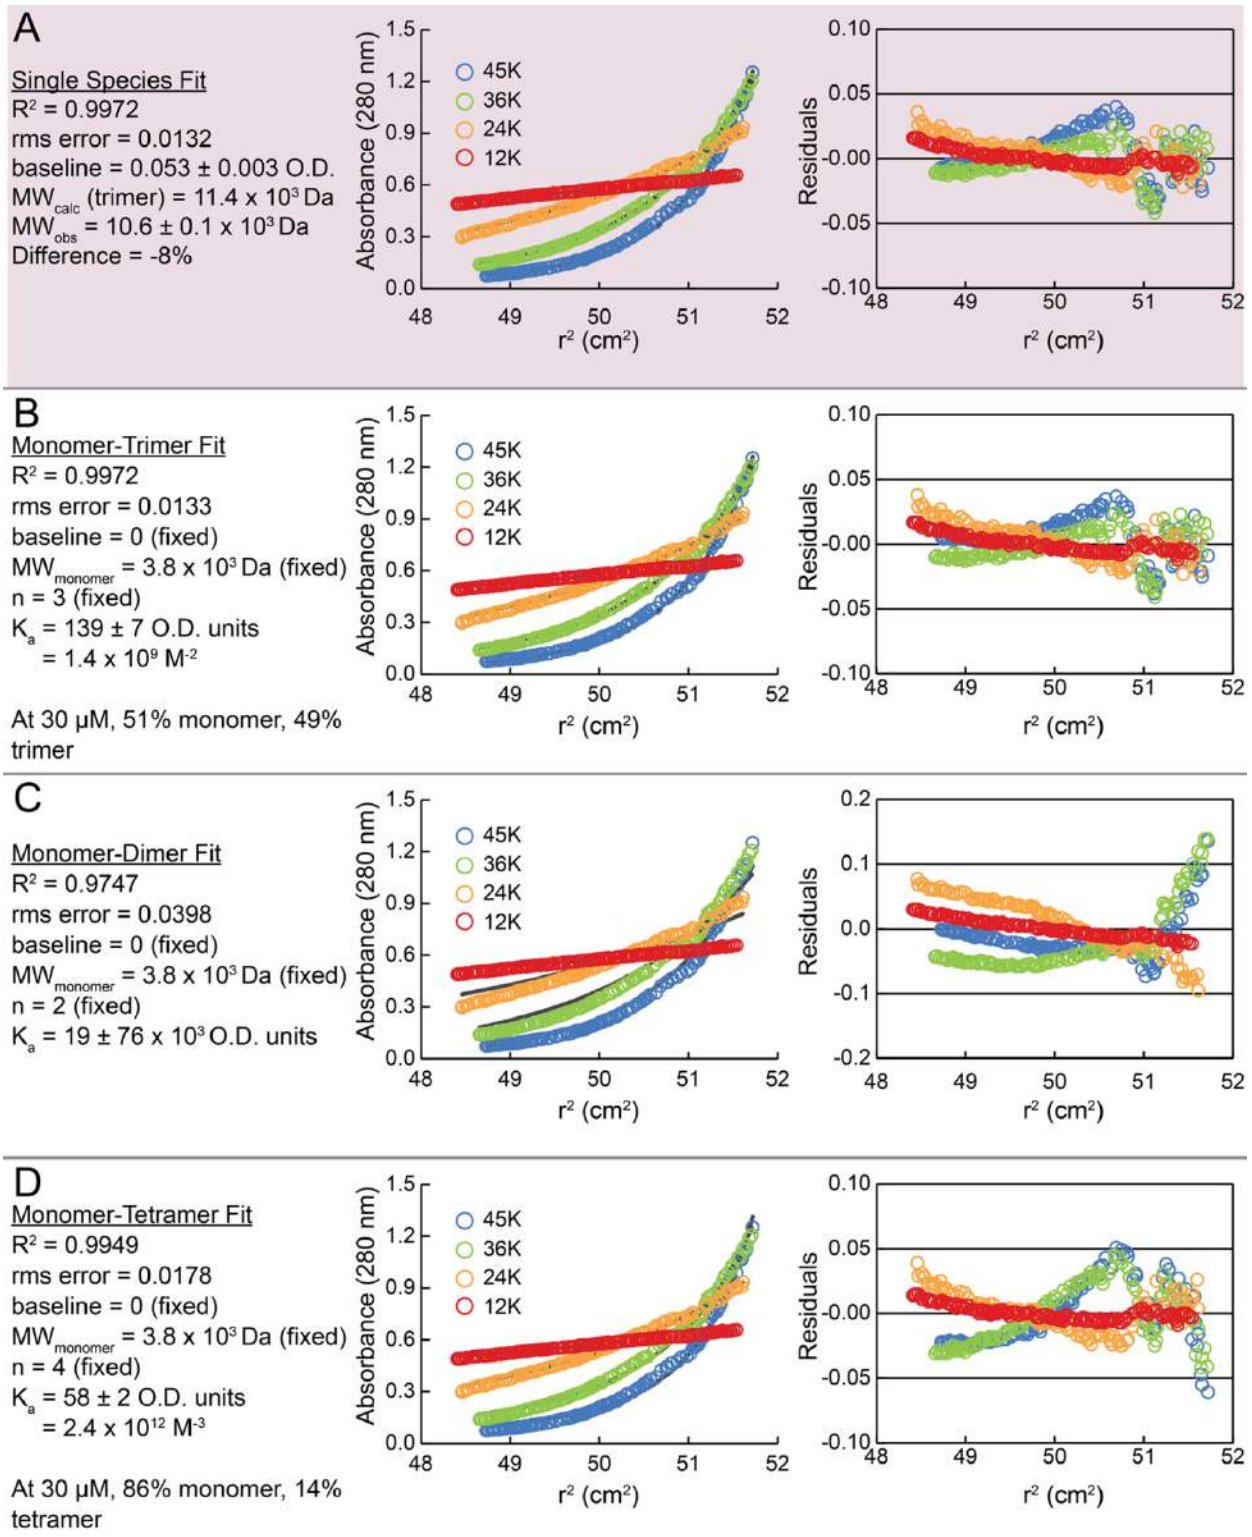 A
Single Species Fit
R² = 0.9972
rms error = 0.0132
baseline = 0.053 ± 0.003 O.D.
MWcalc (trimer) = 11.4 x 10³ Da
MWobs = 10.6 ± 0.1 x 10³ Da
Difference = -8%
Absorbance (280 nm)
1.5
1.2
0.9
0.6
0.3
0.0
45K
36K
24K
12K
48 49 50 51 52
r² (cm²)
Residuals
0.10
0.05
-0.00
-0.05
-0.10
48 49 50 51 52
r² (cm²)
B
Monomer-Trimer Fit
R² = 0.9972
rms error = 0.0133
baseline = 0 (fixed)
MWmonomer = 3.8 x 10³ Da (fixed)
n = 3 (fixed)
Ka = 139 ± 7 O.D. units
= 1.4 x 10⁹ M⁻²
At 30 µM, 51% monomer, 49%
trimer
Absorbance (280 nm)
1.5
1.2
0.9
0.6
0.3
0.0
45K
36K
24K
12K
48 49 50 51 52
r² (cm²)
Residuals
0.10
0.05
-0.00
-0.05
-0.10
48 49 50 51 52
r² (cm²)
C
Monomer-Dimer Fit
R² = 0.9747
rms error = 0.0398
baseline = 0 (fixed)
MWmonomer = 3.8 x 10³ Da (fixed)
n = 2 (fixed)
Ka = 19 ± 76 x 10³ O.D. units
Absorbance (280 nm)
1.5
1.2
0.9
0.6
0.3
0.0
45K
36K
24K
12K
48 49 50 51 52
r² (cm²)
Residuals
0.2
0.1
0.0
-0.1
-0.2
48 49 50 51 52
r² (cm²)
D
Monomer-Tetramer Fit
R² = 0.9949
rms error = 0.0178
baseline = 0 (fixed)
MWmonomer = 3.8 x 10³ Da (fixed)
n = 4 (fixed)
Ka = 58 ± 2 O.D. units
= 2.4 x 10¹² M⁻³
At 30 µM, 86% monomer, 14%
tetramer
Absorbance (280 nm)
1.5
1.2
0.9
0.6
0.3
0.0
45K
36K
24K
12K
48 49 50 51 52
r² (cm²)
Residuals
0.10
0.05
-0.00
-0.05
-0.10
48 49 50 51 52
r² (cm²)